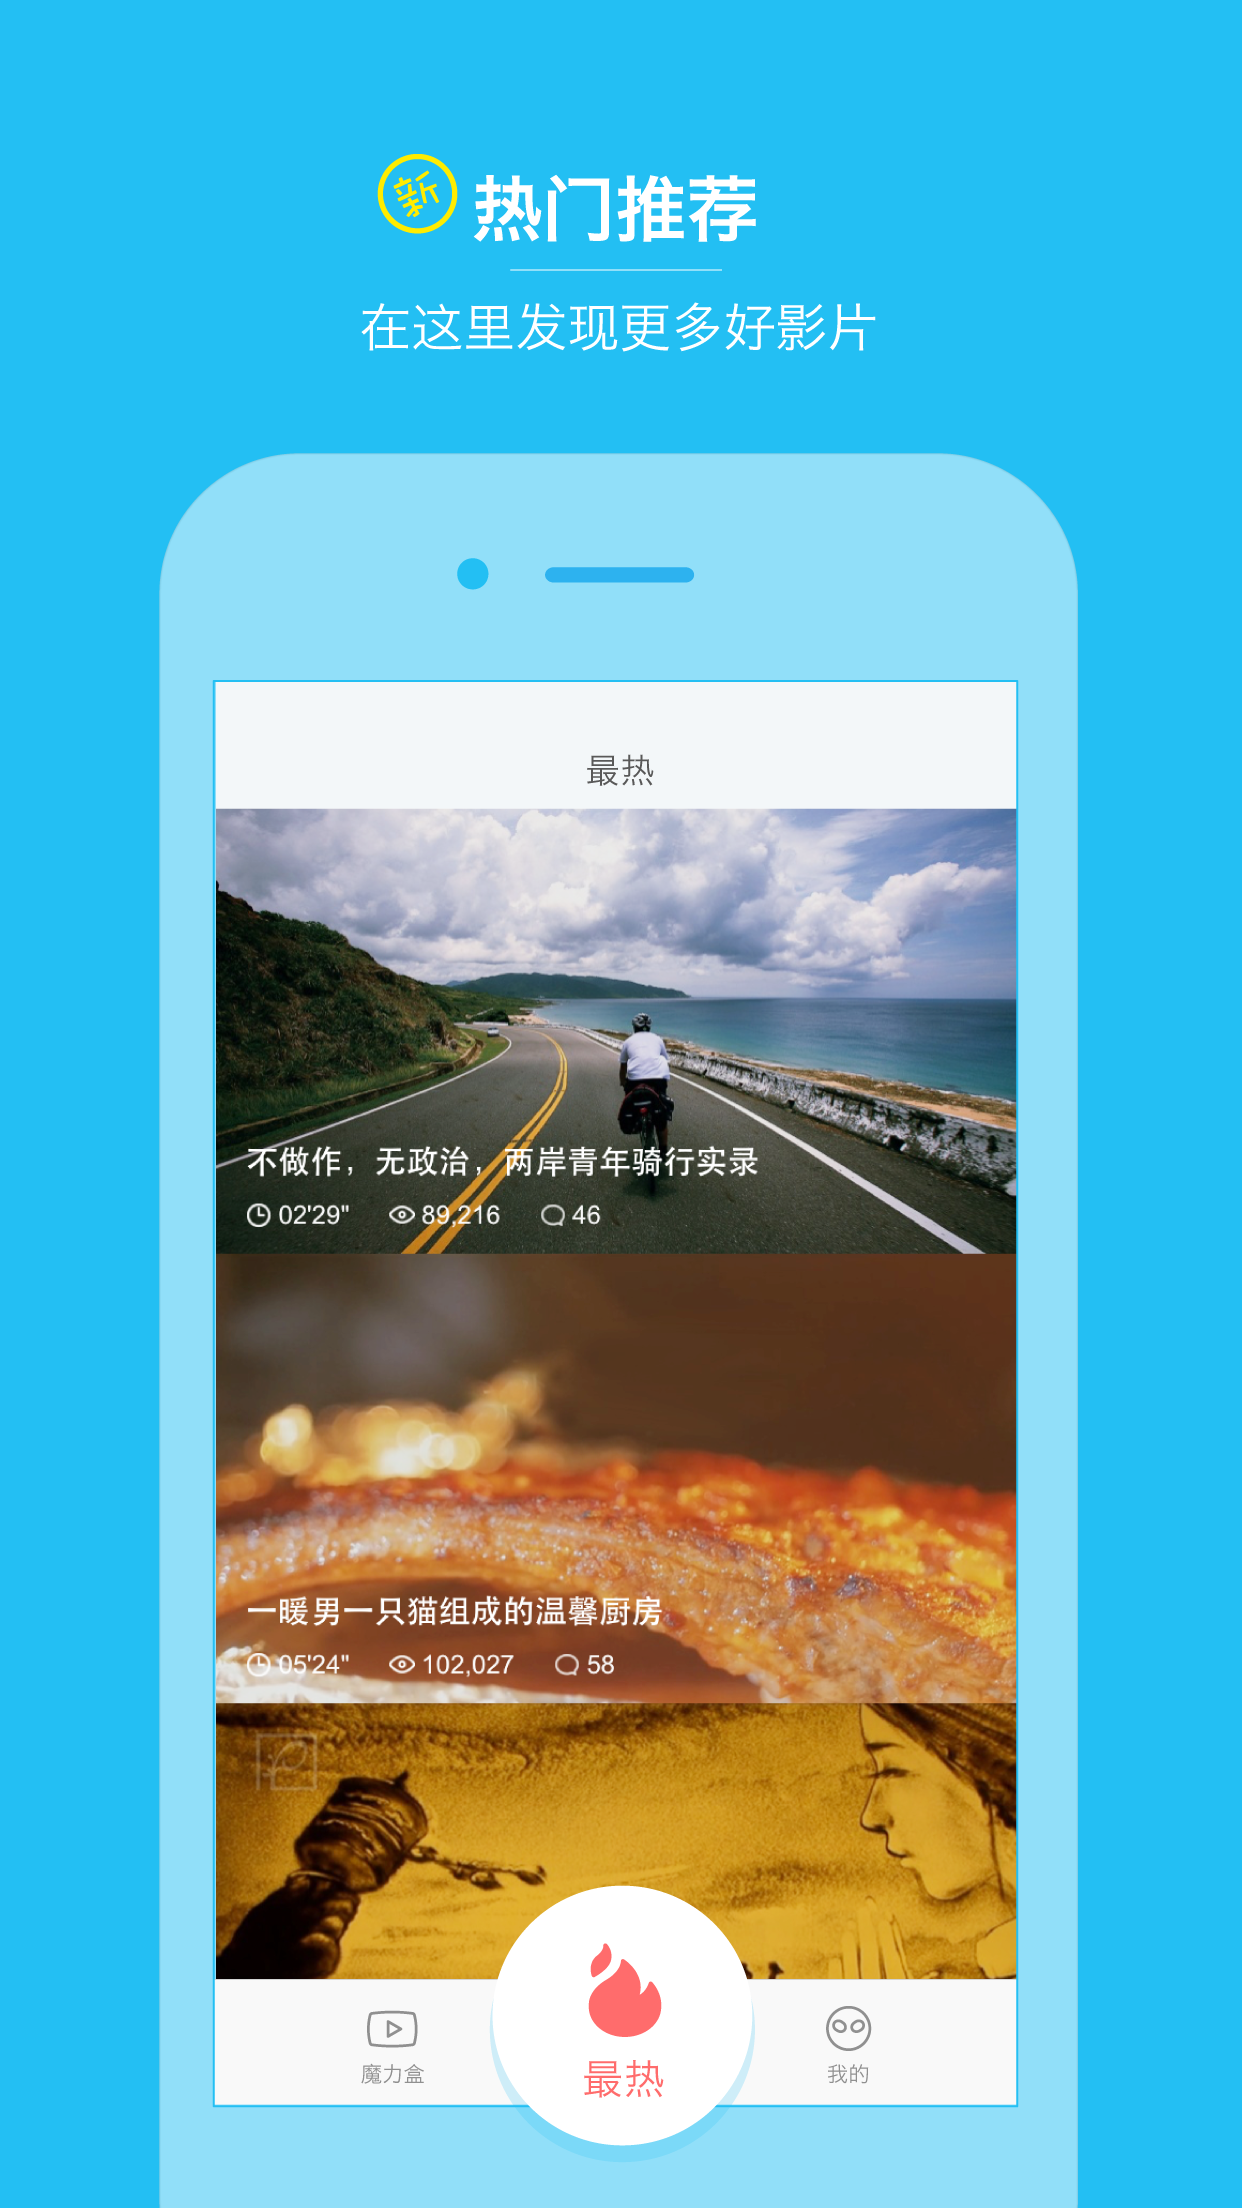 新 热门推荐
在这里发现更多好影片
最热
不做作，无政治，两岸青年骑行实录
02'29" 89,216 46
一暖男一只猫组成的温馨厨房
05'24" 102,027 58
魔力盒
最热
我的